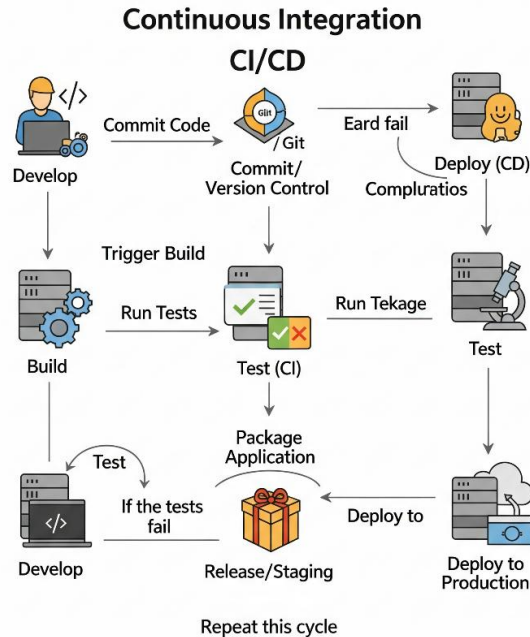 Continuous Integration
CI/CD
</>
Commit Code
Glit
/Git
Eard fail
Develop
Commit/
Version Control
Deploy (CD)
Compluratios
Trigger Build
Run Tests
Run Tekage
Build
Test (CI)
Test
Package
Application
Test
If the tests
fail
</>
Deploy to
Develop
Release/Staging
Deploy to
Production
Repeat this cycle